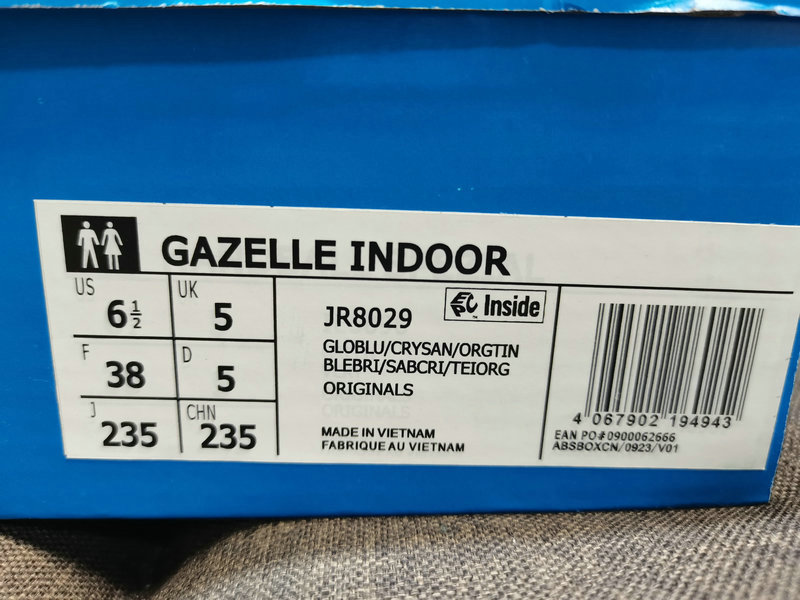 GAZELLE INDOOR
US 6½
UK 5
F 38
D 5
J 235
CHN 235
JR8029
EPC Inside
GLOBLU/CRYSAN/ORGTIN
BLEBRI/SABCRI/TEIORG
ORIGINALS
ORIGINALS
MADE IN VIETNAM
FABRIQUE AU VIETNAM
4 067902 194943
EAN PO#0900062666
ABSBOXCN/0923/V01